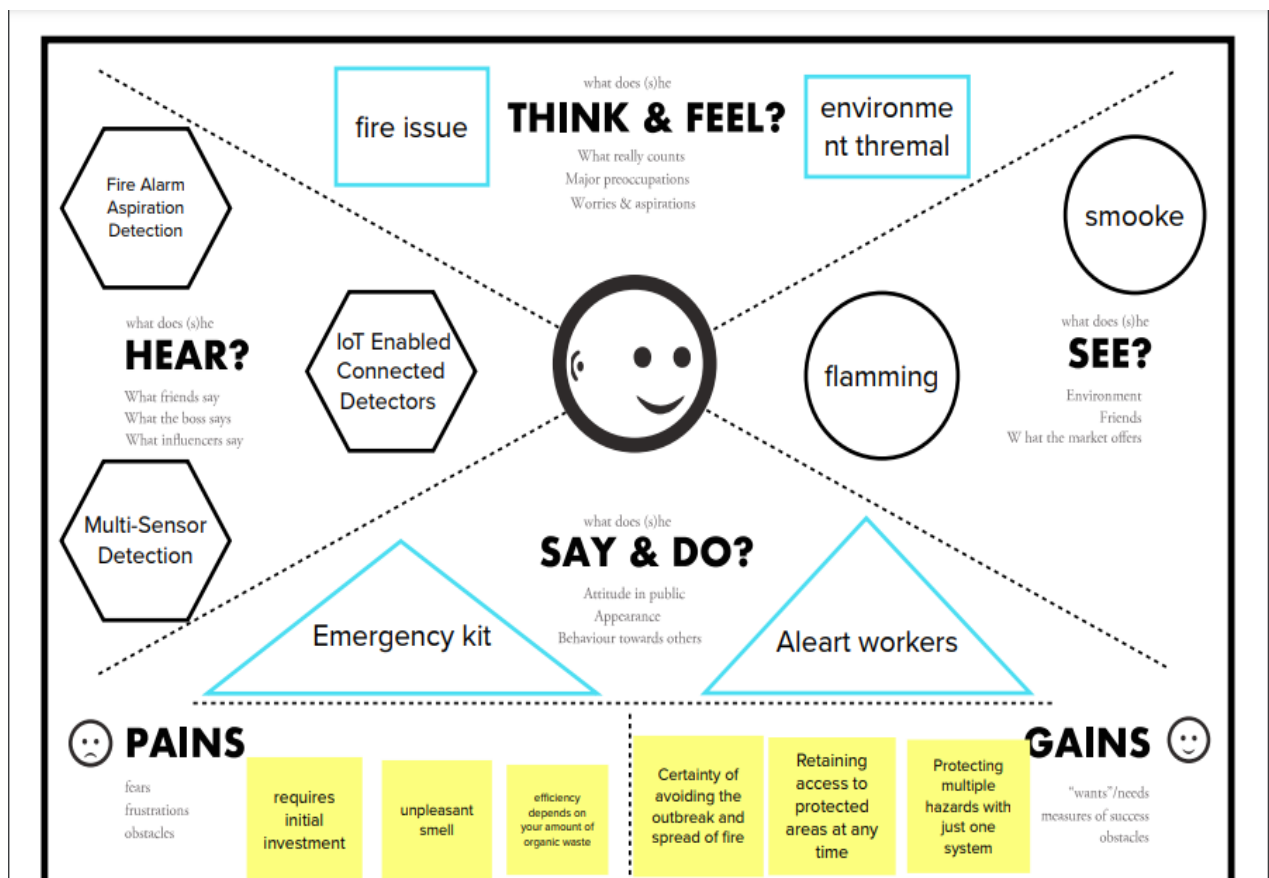 what does (s)he
THINK & FEEL?
What really counts
Major preoccupations
Worries & aspirations
fire issue
environme
nt thremal
Fire Alarm
Aspiration
Detection
what does (s)he
HEAR?
What friends say
What the boss says
What influencers say
IoT Enabled
Connected
Detectors
Multi-Sensor
Detection
smooke
flamming
what does (s)he
SEE?
Environment
Friends
W hat the market offers
what does (s)he
SAY & DO?
Attitude in public
Appearance
Behaviour towards others
Emergency kit
Aleart workers
PAINS
fears
frustrations
obstacles
requires
initial
investment
unpleasant
smell
efficiency
depends on
your amount of
organic waste
Certainty of
avoiding the
outbreak and
spread of fire
Retaining
access to
protected
areas at any
time
Protecting
multiple
hazards with
just one
system
GAINS
"wants"/needs
measures of success
obstacles